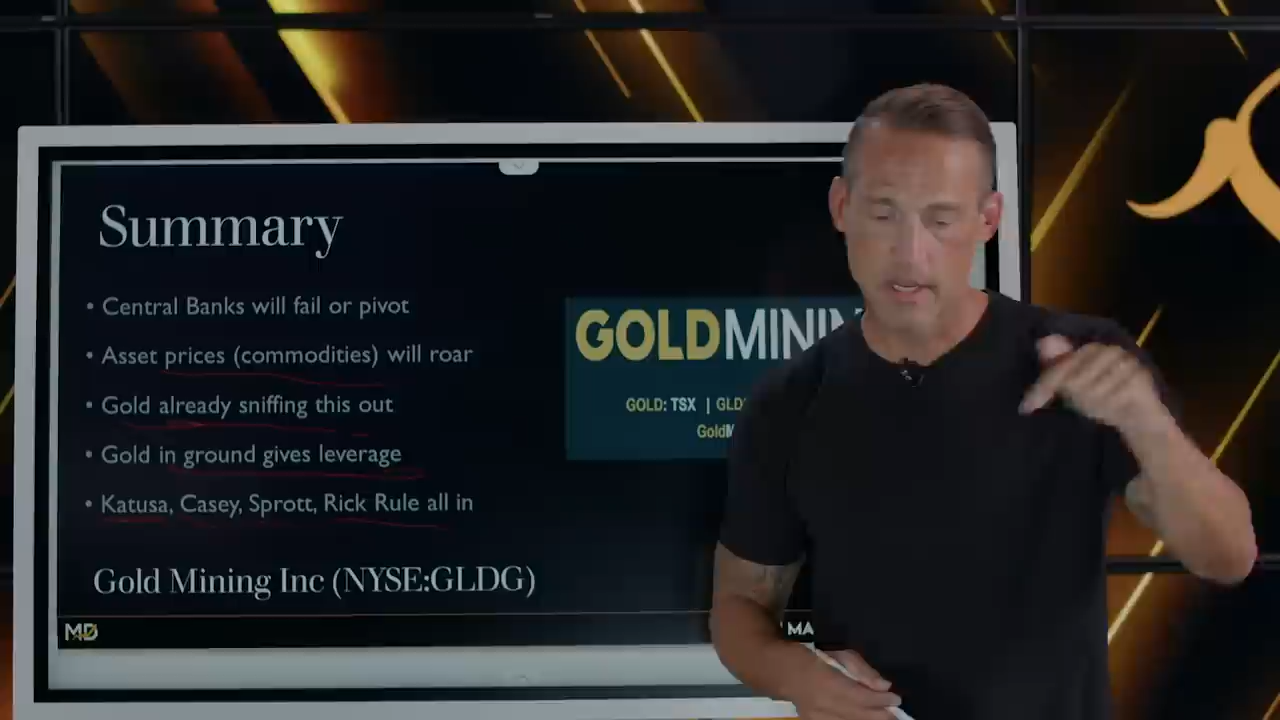 Summary
• Central Banks will fail or pivot
• Asset prices (commodities) will roar
• Gold already sniffing this out
• Gold in ground gives leverage
• Katusa, Casey, Sprott, Rick Rule all in
Gold Mining Inc (NYSE:GLDG)
GOLDMININ
GOLD: TSX | GLD
GoldM
MD
MA